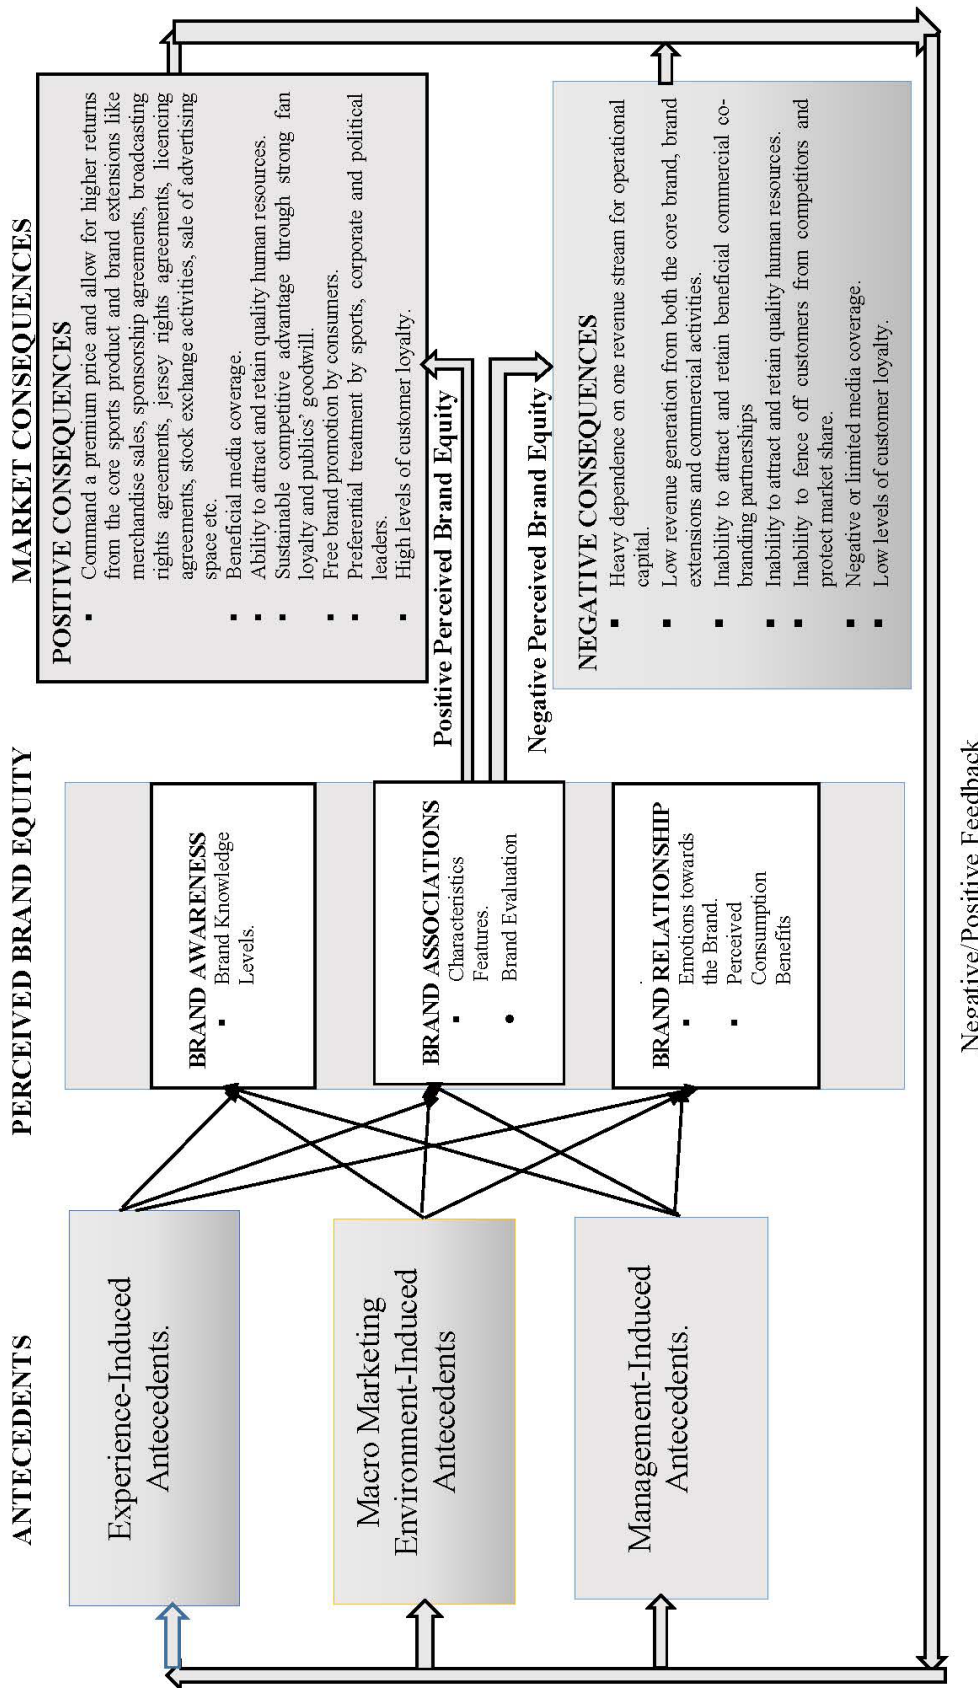 ANTECEDENTS
PERCEIVED BRAND EQUITY
MARKET CONSEQUENCES
Experience-Induced
Antecedents.
Macro Marketing
Environment-Induced
Antecedents
Management-Induced
Antecedents.
BRAND AWARENESS
▪ Brand Knowledge
Levels.
BRAND ASSOCIATIONS
▪ Characteristics
Features.
• Brand Evaluation
BRAND RELATIONSHIP
▪ Emotions towards
the Brand.
▪ Perceived
Consumption
Benefits
POSITIVE CONSEQUENCES
▪ Command a premium price and allow for higher returns
from the core sports product and brand extensions like
merchandise sales, sponsorship agreements, broadcasting
rights agreements, jersey rights agreements, licencing
agreements, stock exchange activities, sale of advertising
space etc.
▪ Beneficial media coverage.
▪ Ability to attract and retain quality human resources.
▪ Sustainable competitive advantage through strong fan
loyalty and publics’ goodwill.
▪ Free brand promotion by consumers.
▪ Preferential treatment by sports, corporate and political
leaders.
▪ High levels of customer loyalty.
Positive Perceived Brand Equity
Negative Perceived Brand Equity
NEGATIVE CONSEQUENCES
▪ Heavy dependence on one revenue stream for operational
capital.
▪ Low revenue generation from both the core brand, brand
extensions and commercial activities.
▪ Inability to attract and retain beneficial commercial co-
branding partnerships
▪ Inability to attract and retain quality human resources.
▪ Inability to fence off customers from competitors and
protect market share.
▪ Negative or limited media coverage.
▪ Low levels of customer loyalty.
Negative/Positive Feedback